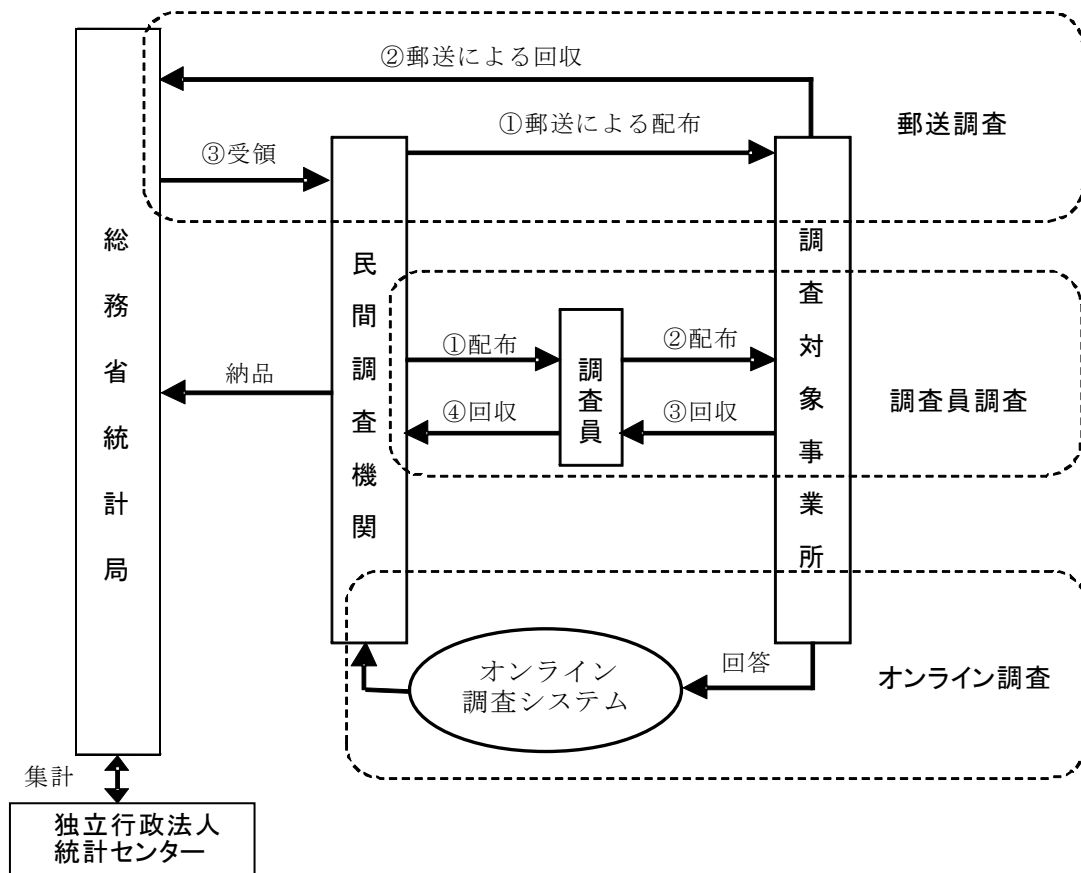 ②郵送による回収
郵送調査
①郵送による配布
③受領
総務省統計局
民間調査機関
調査対象事業所
①配布
②配布
調査員
調査員調査
納品
④回収
③回収
オンライン
調査システム
回答
オンライン調査
集計
独立行政法人
統計センター